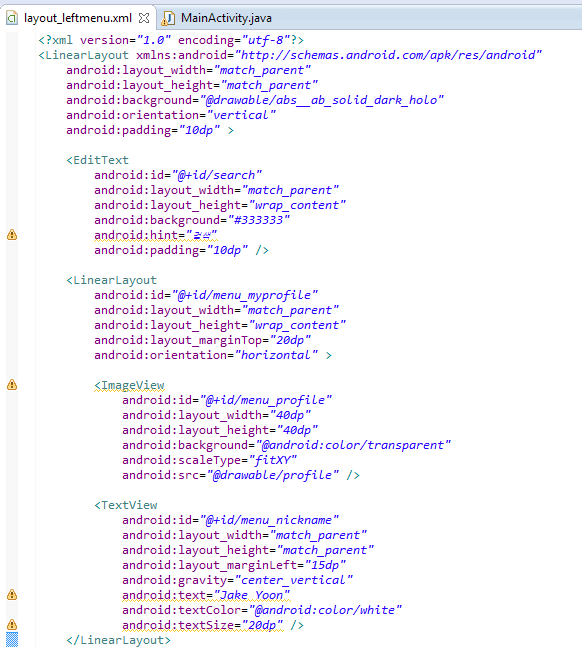 layout_leftmenu.xml MainActivity.java
<?xml version="1.0" encoding="utf-8"?>
<LinearLayout xmlns:android="http://schemas.android.com/apk/res/android"
android:layout_width="match_parent"
android:layout_height="match_parent"
android:background="@drawable/abs__ab_solid_dark_holo"
android:orientation="vertical"
android:padding="10dp" >
<EditText
android:id="@+id/search"
android:layout_width="match_parent"
android:layout_height="wrap_content"
android:background="#333333"
android:hint="검색"
android:padding="10dp" />
<LinearLayout
android:id="@+id/menu_myprofile"
android:layout_width="match_parent"
android:layout_height="wrap_content"
android:layout_marginTop="20dp"
android:orientation="horizontal" >
<ImageView
android:id="@+id/menu_profile"
android:layout_width="40dp"
android:layout_height="40dp"
android:background="@android:color/transparent"
android:scaleType="fitXY"
android:src="@drawable/profile" />
<TextView
android:id="@+id/menu_nickname"
android:layout_width="match_parent"
android:layout_height="match_parent"
android:layout_marginLeft="15dp"
android:gravity="center_vertical"
android:text="Jake Yoon"
android:textColor="@android:color/white"
android:textSize="20dp" />
</LinearLayout>